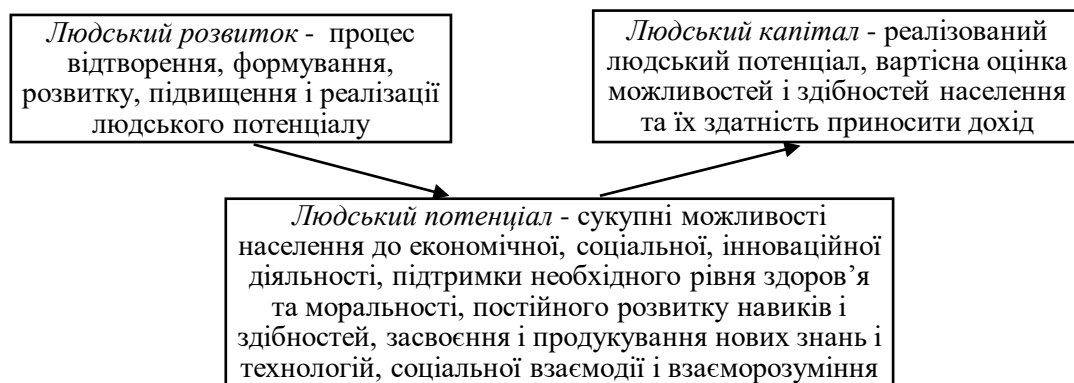 Людський розвиток - процес
відтворення, формування,
розвитку, підвищення і реалізації
людського потенціалу
Людський капітал - реалізований
людський потенціал, вартісна оцінка
можливостей і здібностей населення
та їх здатність приносити дохід
Людський потенціал - сукупні можливості
населення до економічної, соціальної, інноваційної
діяльності, підтримки необхідного рівня здоров’я
та моральності, постійного розвитку навиків і
здібностей, засвоєння і продукування нових знань і
технологій, соціальної взаємодії і взаєморозуміння